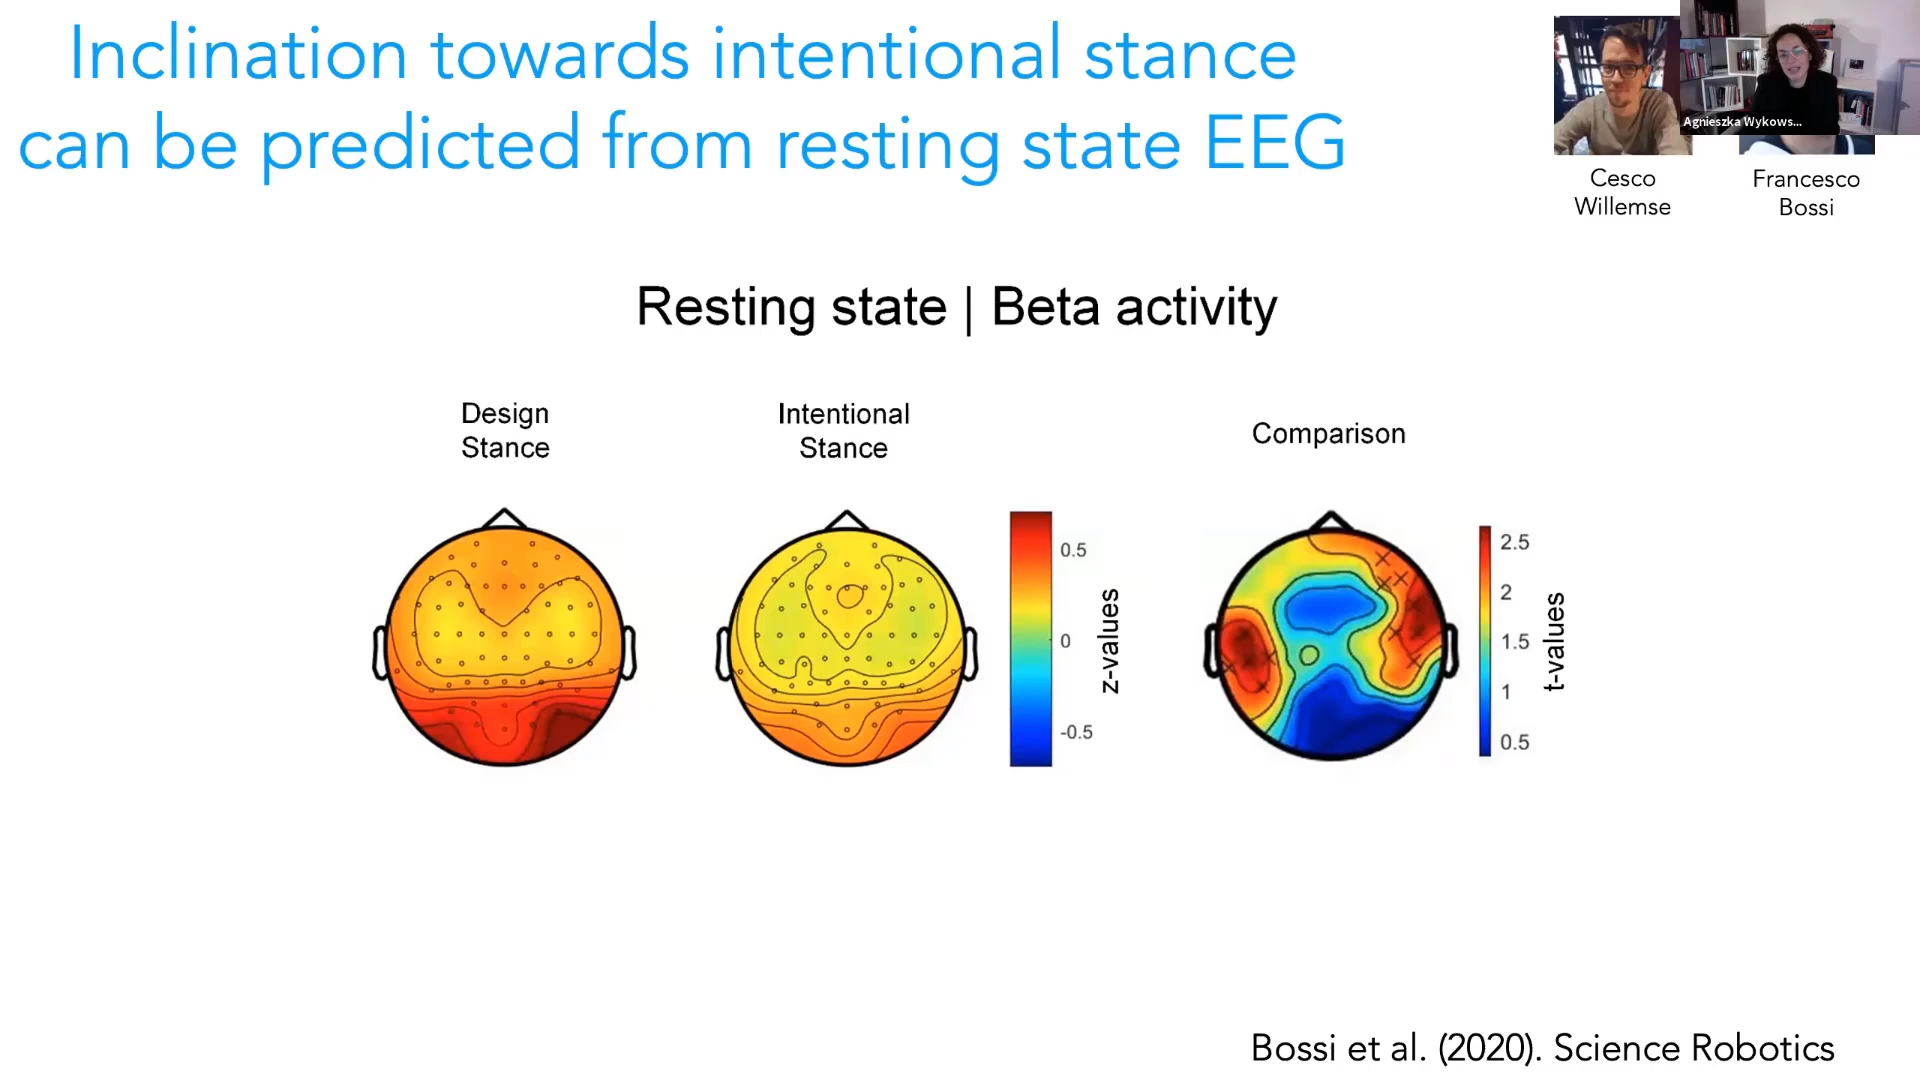 Inclination towards intentional stance
can be predicted from resting state EEG
Agnieszka Wykows...
Cesco
Willemse
Francesco
Bossi
Resting state | Beta activity
Design
Stance
Intentional
Stance
Comparison
0.5
0
-0.5
z-values
2.5
2
1.5
1
0.5
t-values
Bossi et al. (2020). Science Robotics